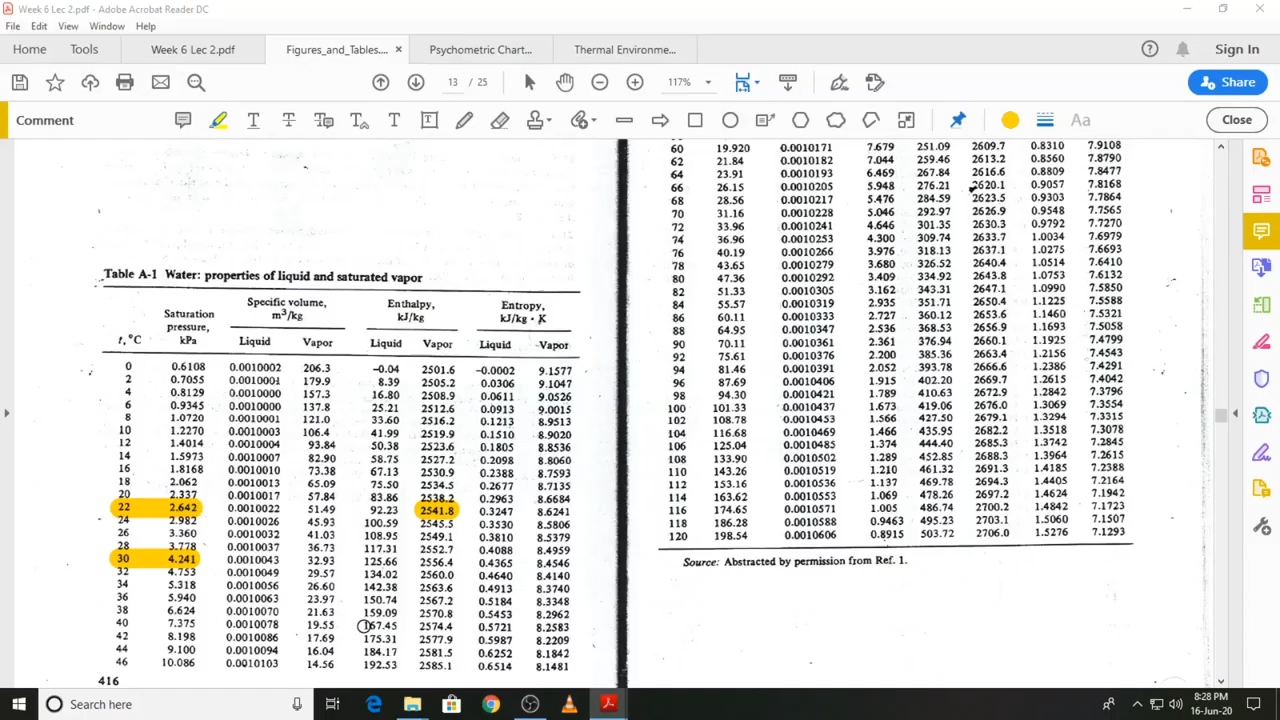 Week 6 Lec 2.pdf - Adobe Acrobat Reader DC
File Edit View Window Help
Home Tools Week 6 Lec 2.pdf Figures_and_Tables.... × Psychometric Chart... Thermal Environme... Sign In
13 / 25 117% Share
Comment Aa Close
Table A-1 Water: properties of liquid and saturated vapor
Specific volume, Enthalpy, Entropy,
Saturation m³/kg kJ/kg kJ/kg · K
pressure,
t, °C kPa Liquid Vapor Liquid Vapor Liquid Vapor
0 0.6108 0.0010002 206.3 -0.04 2501.6 -0.0002 9.1577
2 0.7055 0.0010000 179.9 8.39 2505.2 0.0306 9.1047
4 0.8129 0.0010000 157.3 16.80 2508.9 0.0611 9.0526
6 0.9345 0.0010000 137.8 25.21 2512.6 0.0913 9.0015
8 1.0720 0.0010001 121.0 33.60 2516.2 0.1213 8.9513
10 1.2270 0.0010003 106.4 41.99 2519.9 0.1510 8.9020
12 1.4014 0.0010004 93.84 50.38 2523.6 0.1805 8.8536
14 1.5973 0.0010007 82.90 58.75 2527.2 0.2098 8.8060
16 1.8168 0.0010010 73.38 67.13 2530.9 0.2388 8.7593
18 2.062 0.0010013 65.09 75.50 2534.5 0.2677 8.7135
20 2.337 0.0010017 57.84 83.86 2538.2 0.2963 8.6684
22 2.642 0.0010022 51.49 92.23 2541.8 0.3247 8.6241
24 2.982 0.0010026 45.93 100.59 2545.5 0.3530 8.5806
26 3.360 0.0010032 41.03 108.95 2549.1 0.3810 8.5379
28 3.778 0.0010037 36.73 117.31 2552.7 0.4088 8.4959
30 4.241 0.0010043 32.93 125.66 2556.4 0.4365 8.4546
32 4.753 0.0010049 29.57 134.02 2560.0 0.4640 8.4140
34 5.318 0.0010056 26.60 142.38 2563.6 0.4913 8.3740
36 5.940 0.0010063 23.97 150.74 2567.2 0.5184 8.3348
38 6.624 0.0010070 21.63 159.09 2570.8 0.5453 8.2962
40 7.375 0.0010078 19.55 167.45 2574.4 0.5721 8.2583
42 8.198 0.0010086 17.69 175.31 2577.9 0.5987 8.2209
44 9.100 0.0010094 16.04 184.17 2581.5 0.6252 8.1842
46 10.086 0.0010103 14.56 192.53 2585.1 0.6514 8.1481
416
60 19.920 0.0010171 7.679 251.09 2609.7 0.8310 7.9108
62 21.84 0.0010182 7.044 259.46 2613.2 0.8560 7.8790
64 23.91 0.0010193 6.469 267.84 2616.6 0.8809 7.8477
66 26.15 0.0010205 5.948 276.21 2620.1 0.9057 7.8168
68 28.56 0.0010217 5.476 284.59 2623.5 0.9303 7.7864
70 31.16 0.0010228 5.046 292.97 2626.9 0.9548 7.7565
72 33.96 0.0010241 4.646 301.35 2630.3 0.9792 7.7270
74 36.96 0.0010253 4.300 309.74 2633.7 1.0034 7.6979
76 40.19 0.0010266 3.976 318.13 2637.1 1.0275 7.6693
78 43.65 0.0010279 3.680 326.52 2640.4 1.0514 7.6410
80 47.36 0.0010292 3.409 334.92 2643.8 1.0753 7.6132
82 51.33 0.0010305 3.162 343.31 2647.1 1.0990 7.5850
84 55.57 0.0010319 2.935 351.71 2650.4 1.1225 7.5588
86 60.11 0.0010333 2.727 360.12 2653.6 1.1460 7.5321
88 64.95 0.0010347 2.536 368.53 2656.9 1.1693 7.5058
90 70.11 0.0010361 2.361 376.94 2660.1 1.1925 7.4799
92 75.61 0.0010376 2.200 385.36 2663.4 1.2156 7.4543
94 81.46 0.0010391 2.052 393.78 2666.6 1.2386 7.4291
96 87.69 0.0010406 1.915 402.20 2669.7 1.2615 7.4042
98 94.30 0.0010421 1.789 410.63 2672.9 1.2842 7.3796
100 101.33 0.0010437 1.673 419.06 2676.0 1.3069 7.3554
102 108.78 0.0010453 1.566 427.50 2679.1 1.3294 7.3315
104 116.68 0.0010469 1.466 435.95 2682.2 1.3518 7.3078
106 125.04 0.0010485 1.374 444.40 2685.3 1.3742 7.2845
108 133.90 0.0010502 1.289 452.85 2688.3 1.3964 7.2615
110 143.26 0.0010519 1.210 461.32 2691.3 1.4185 7.2388
112 153.16 0.0010536 1.137 469.78 2694.3 1.4405 7.2164
114 163.62 0.0010553 1.069 478.26 2697.2 1.4624 7.1942
116 174.65 0.0010571 1.005 486.74 2700.2 1.4842 7.1723
118 186.28 0.0010588 0.9463 495.23 2703.1 1.5060 7.1507
120 198.54 0.0010606 0.8915 503.72 2706.0 1.5276 7.1293
Source: Abstracted by permission from Ref. 1.
Search here
8:28 PM
16-Jun-20